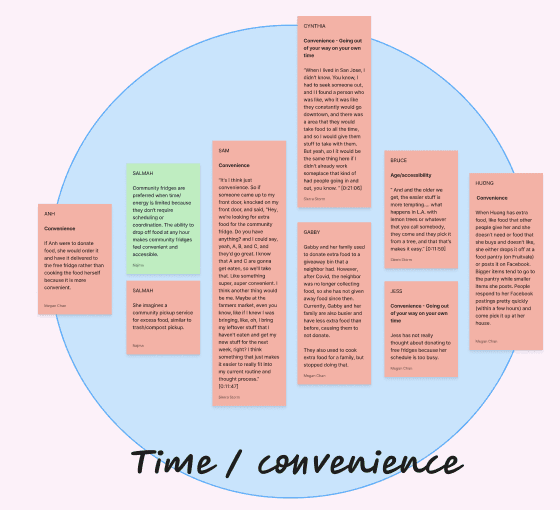 CYNTHIA
Convenience - Going out
of your way on your own
time
"When I lived in San Jose, I
didn't know. You know, I
had to seek someone out,
and I I found a person who
was like, who it was like
they constantly would go
downtown, and there was
a area that they would
take food to all the time,
and so I would give them
stuff to take with them.
But yeah, so I it would be
the same thing here if I
didn't already work
someplace that kind of
had people going in and
out, you know. " [0:21:06]
Sierra Storm
SAM
Convenience
"It's I think just
convenience. So if
someone came up to my
front door, knocked on my
front door, and said, "Hey,
we're looking for extra
food for the community
fridge. Do you have
anything? and I could say,
yeah, A, B, and C, and
they'd go great. I know
that A and C are gonna
get eaten, so we'll take
that. Like something
super, super convenient. I
think another thing would
be me. Maybe at the
farmers market, even you
know, like if I knew I was
bringing, like, oh, I bring
my leftover stuff that I
haven't eaten and get my
new stuff for the next
week, right? I think
something that just makes
it easier to really fit into
my current routine and
thought process."
[0:11:47]
Sierra Storm
BRUCE
Age/accessibility
" And and the older we
get, the easier stuff is
more tempting.... what
happens in L.A. with
lemon trees or whatever
that you call somebody,
they come and they pick it
from a tree, and that that's
makes it easy. " [0:11:59]
Sierra Storm
SALMAH
Community fridges are
preferred when time/
energy is limited because
they don't require
scheduling or
coordination. The ability to
drop off food at any hour
makes community fridges
feel convenient and
accessible.
Najma
HUONG
Convenience
When Huong has extra
food, like food that other
people give her and she
doesn't need or food that
she buys and doesn't like,
she either drops it off at a
food pantry (on Fruitvale)
or posts it on Facebook.
Bigger items tend to go to
the pantry while smaller
items she posts. People
respond to her Facebook
postings pretty quickly
(within a few hours) and
come pick it up at her
house.
Megan Chan
ANH
Convenience
If Anh were to donate
food, she would order it
and have it delivered to
the free fridge rather than
cooking the food herself
because it is more
convenient.
Megan Chan
GABBY
Gabby and her family used
to donate extra food to a
giveaway bin that a
neighbor had. However,
after Covid, the neighbor
was no longer collecting
food, so she has not given
away food since then.
Currently, Gabby and her
family are also busier and
have less extra food than
before, causing them to
not donate.
They also used to cook
extra food for a family, but
stopped doing that
Megan Chan
SALMAH
She imagines a
community pickup service
for excess food, similar to
trash/compost pickup.
Najma
JESS
Convenience - Going out
of your way on your own
time
Jess has not really
thought about donating to
free fridges because her
schedule is too busy.
Megan Chan
Time / convenience